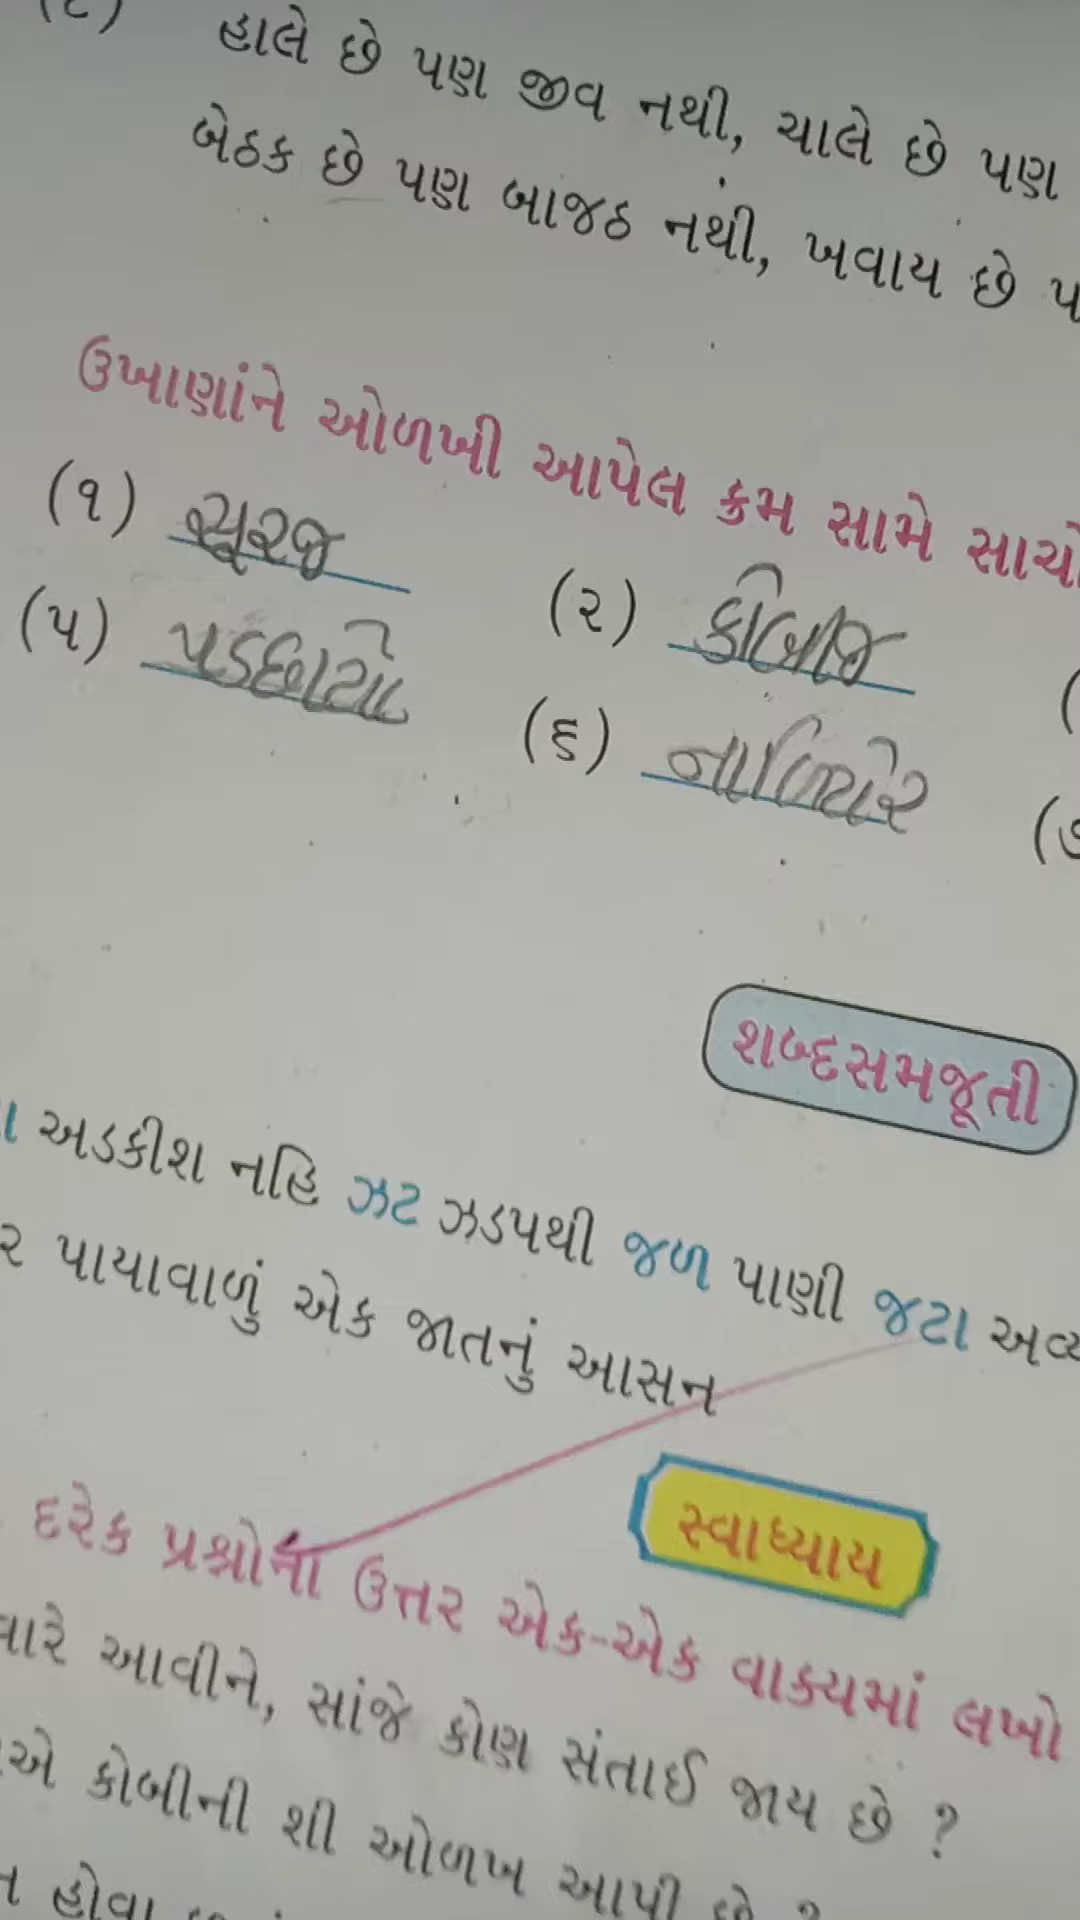 હાલે છે પણ જીવ નથી, ચાલે છે પણ
બેઠક છે પણ બાજઠ નથી, ખવાય છે
ઉખાણાંને ઓળખી આપેલ ક્રમ સામે સાચો
(૧) સૂરજ (૨) કોબીજ
(૫) પડછાયો (૬) નાળિયેર
શબ્દસમજૂતી
અડકીશ નહિ ઝટ ઝડપથી જળ પાણી જટા
પાયાવાળું એક જાતનું આસન
સ્વાધ્યાય
દરેક પ્રશ્નોના ઉત્તર એક-એક વાક્યમાં લખો
આવીને, સાંજે કોણ સંતાઈ જાય છે ?
કોબીની શી ઓળખ આપી છે ?
હોવા